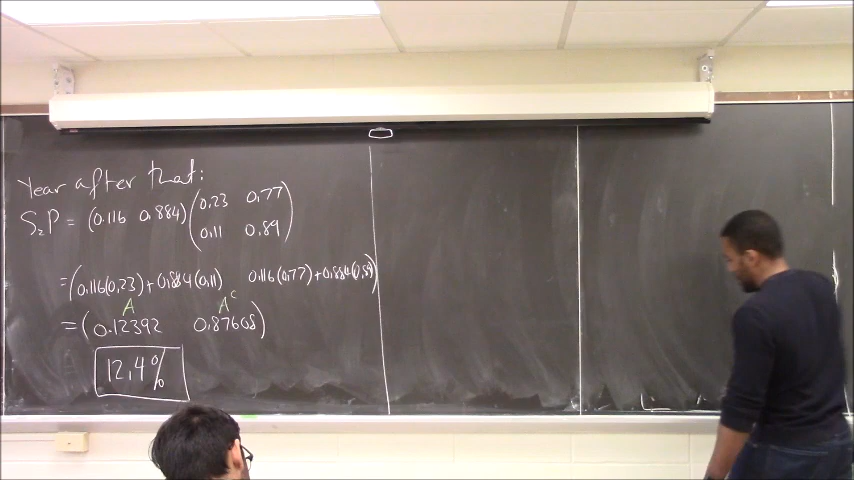 Year after that:
S₂P = (0.116 0.884) (0.23 0.77
0.11 0.89)
= (0.116(0.23)+0.884(0.11) 0.116(0.77)+0.884(0.89))
A Aᶜ
= (0.12392 0.87608)
12.4%